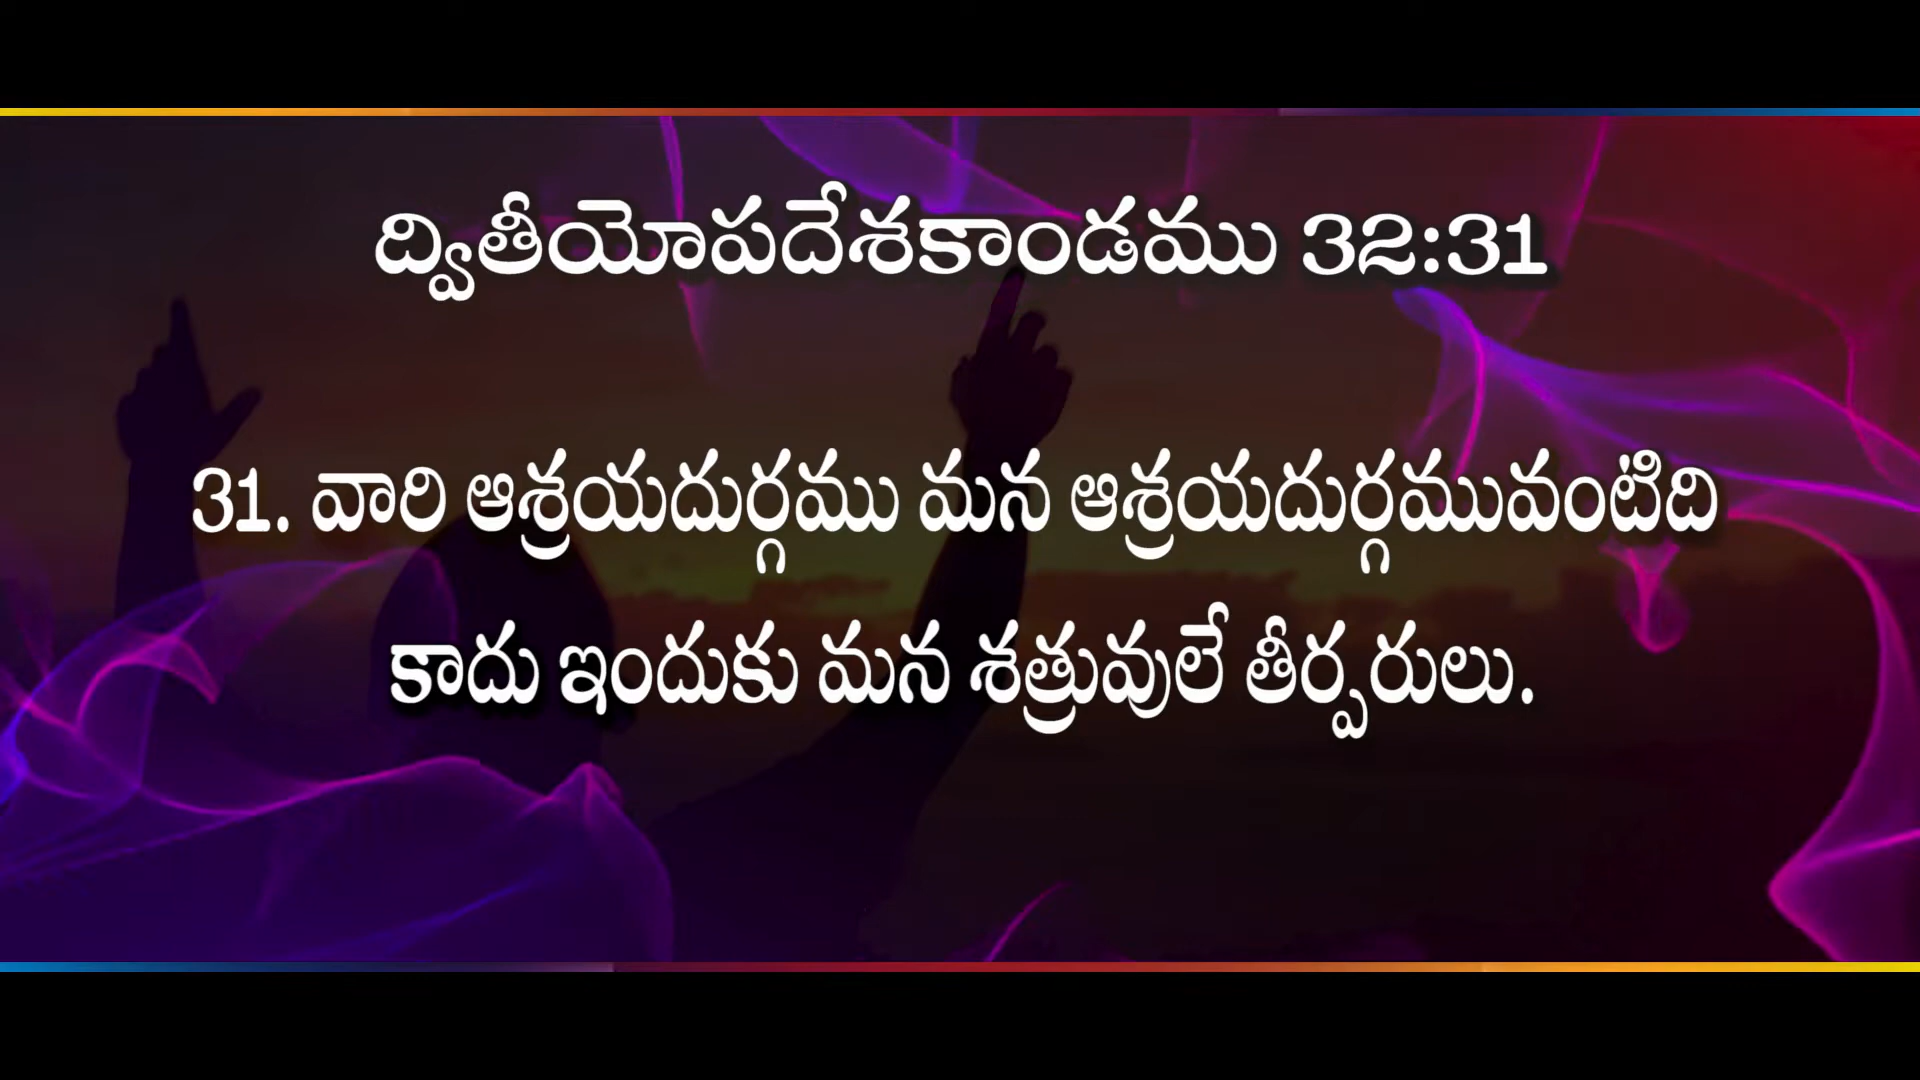 ద్వితీయోపదేశకాండము 32:31
31. వారి ఆశ్రయదుర్గము మన ఆశ్రయదుర్గమువంటిది
కాదు ఇందుకు మన శత్రువులే తీర్పరులు.